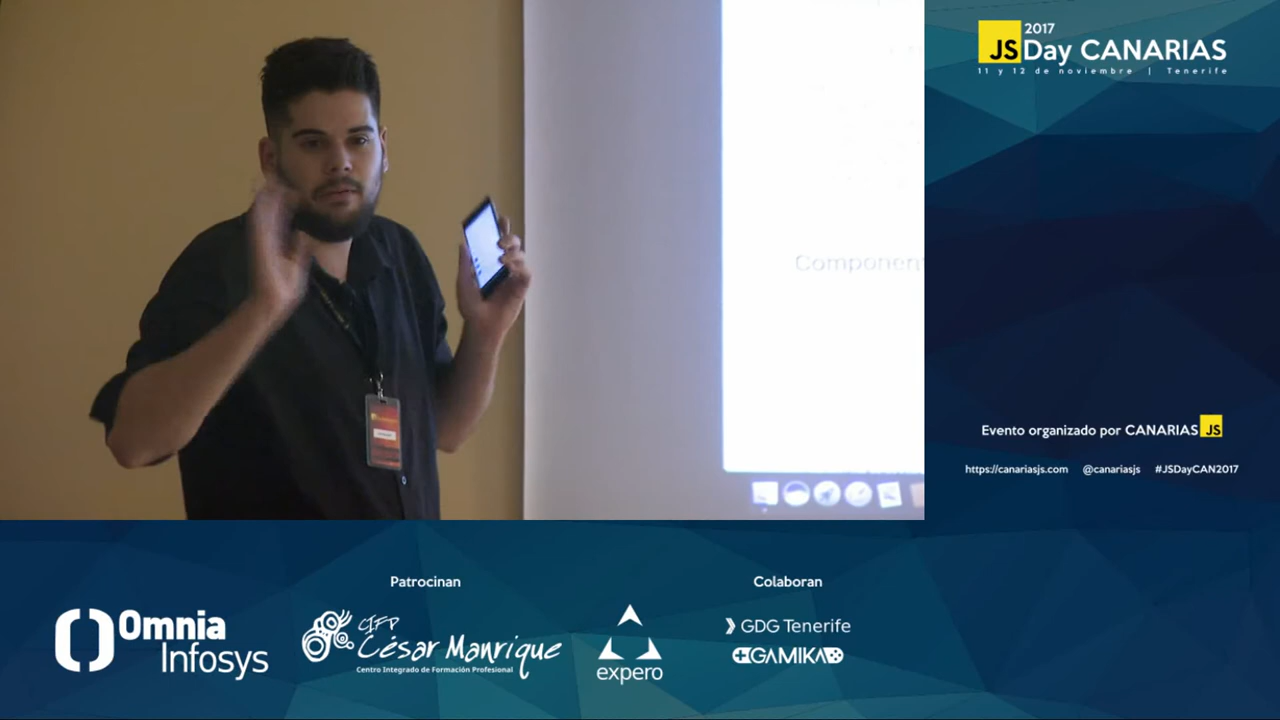 2017
JS Day CANARIAS
11 y 12 de noviembre | Tenerife
Component
Evento organizado por CANARIAS JS
https://canariasjs.com @canariasjs #JSDayCAN2017
Patrocinan
Colaboran
Omnia
Infosys
CIFP
César Manrique
Centro Integrado de Formación Profesional
expero
GDG Tenerife
GAMIKA